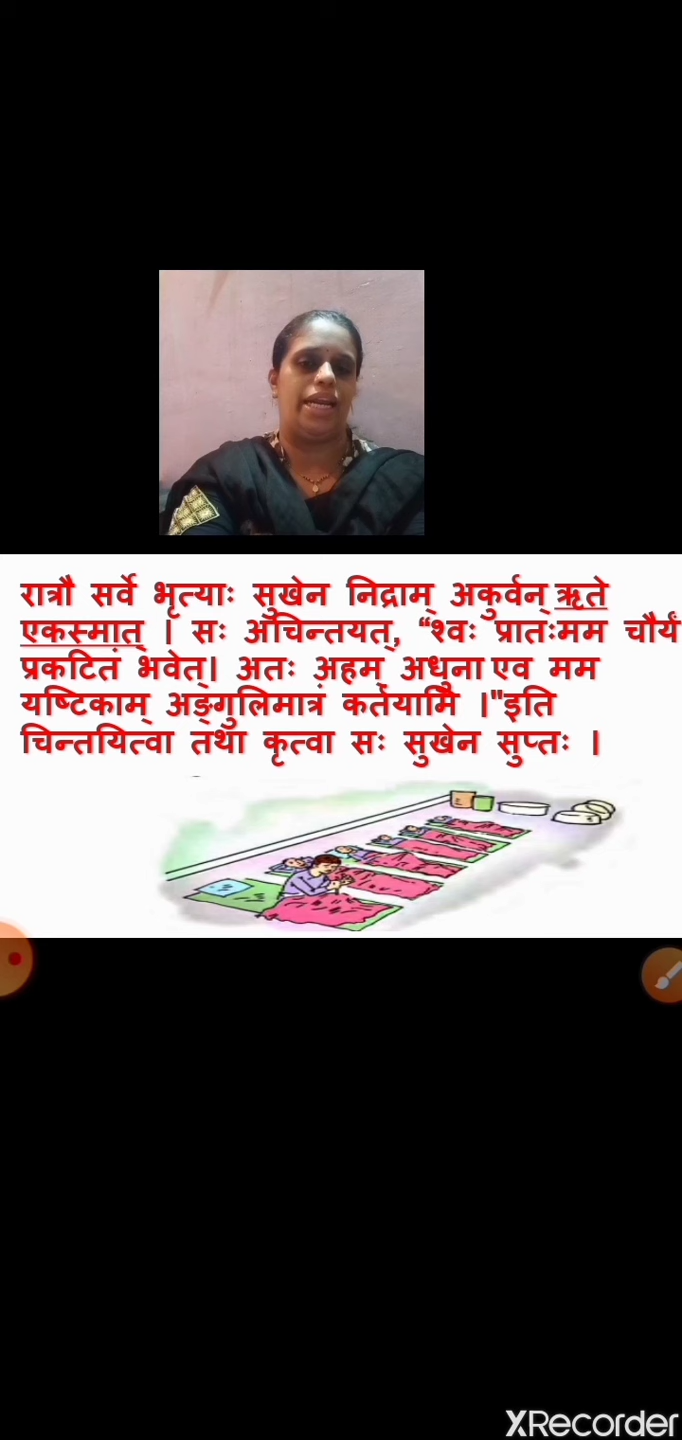 रात्रौ सर्वे भृत्याः सुखेन निद्राम् अकुर्वन् ऋते
एकस्मात् । सः अचिन्तयत्, “श्वः प्रातःमम चौर्यं
प्रकटितं भवेत्। अतः अहम् अधुना एव मम
यष्टिकाम् अङ्गुलिमात्रं कर्तयामि ।"इति
चिन्तयित्वा तथा कृत्वा सः सुखेन सुप्तः ।
XRecorder